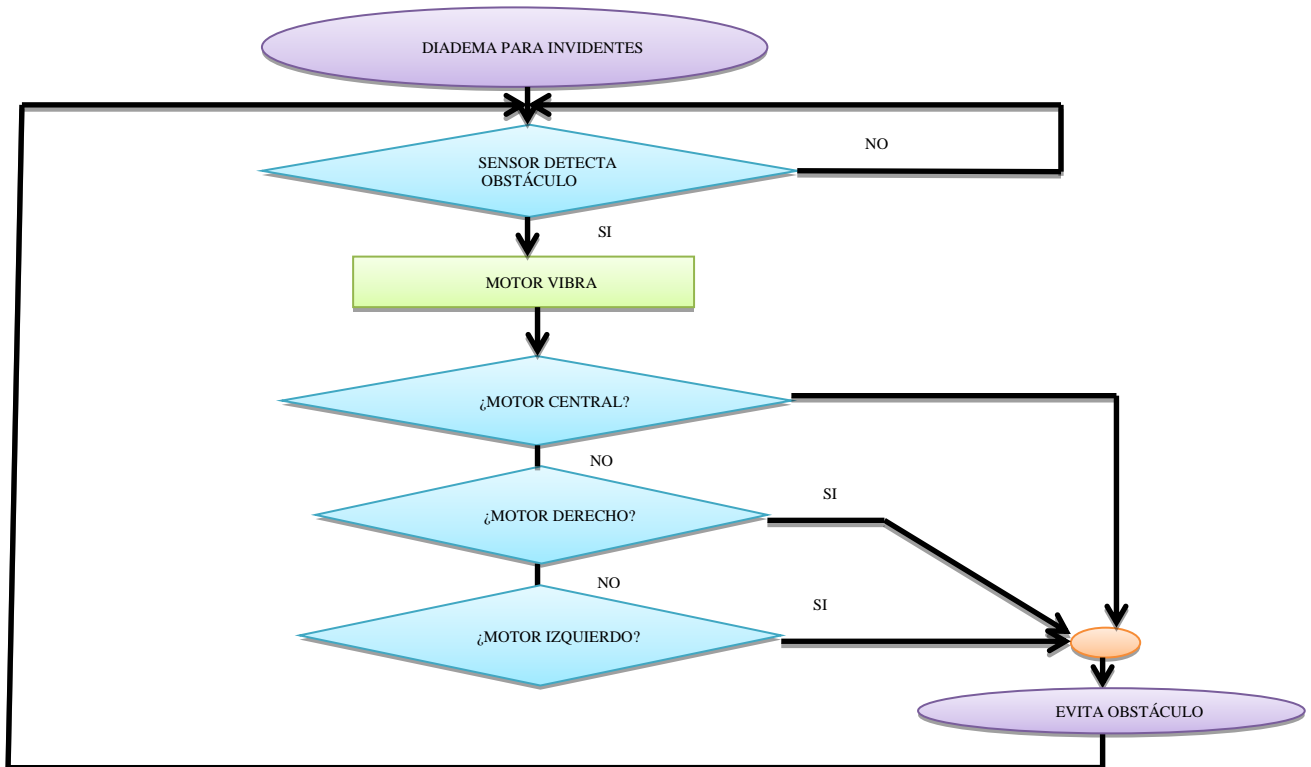 DIADEMA PARA INVIDENTES
NO
SENSOR DETECTA
OBSTÁCULO
SI
MOTOR VIBRA
¿MOTOR CENTRAL?
NO
SI
¿MOTOR DERECHO?
NO
SI
¿MOTOR IZQUIERDO?
EVITA OBSTÁCULO